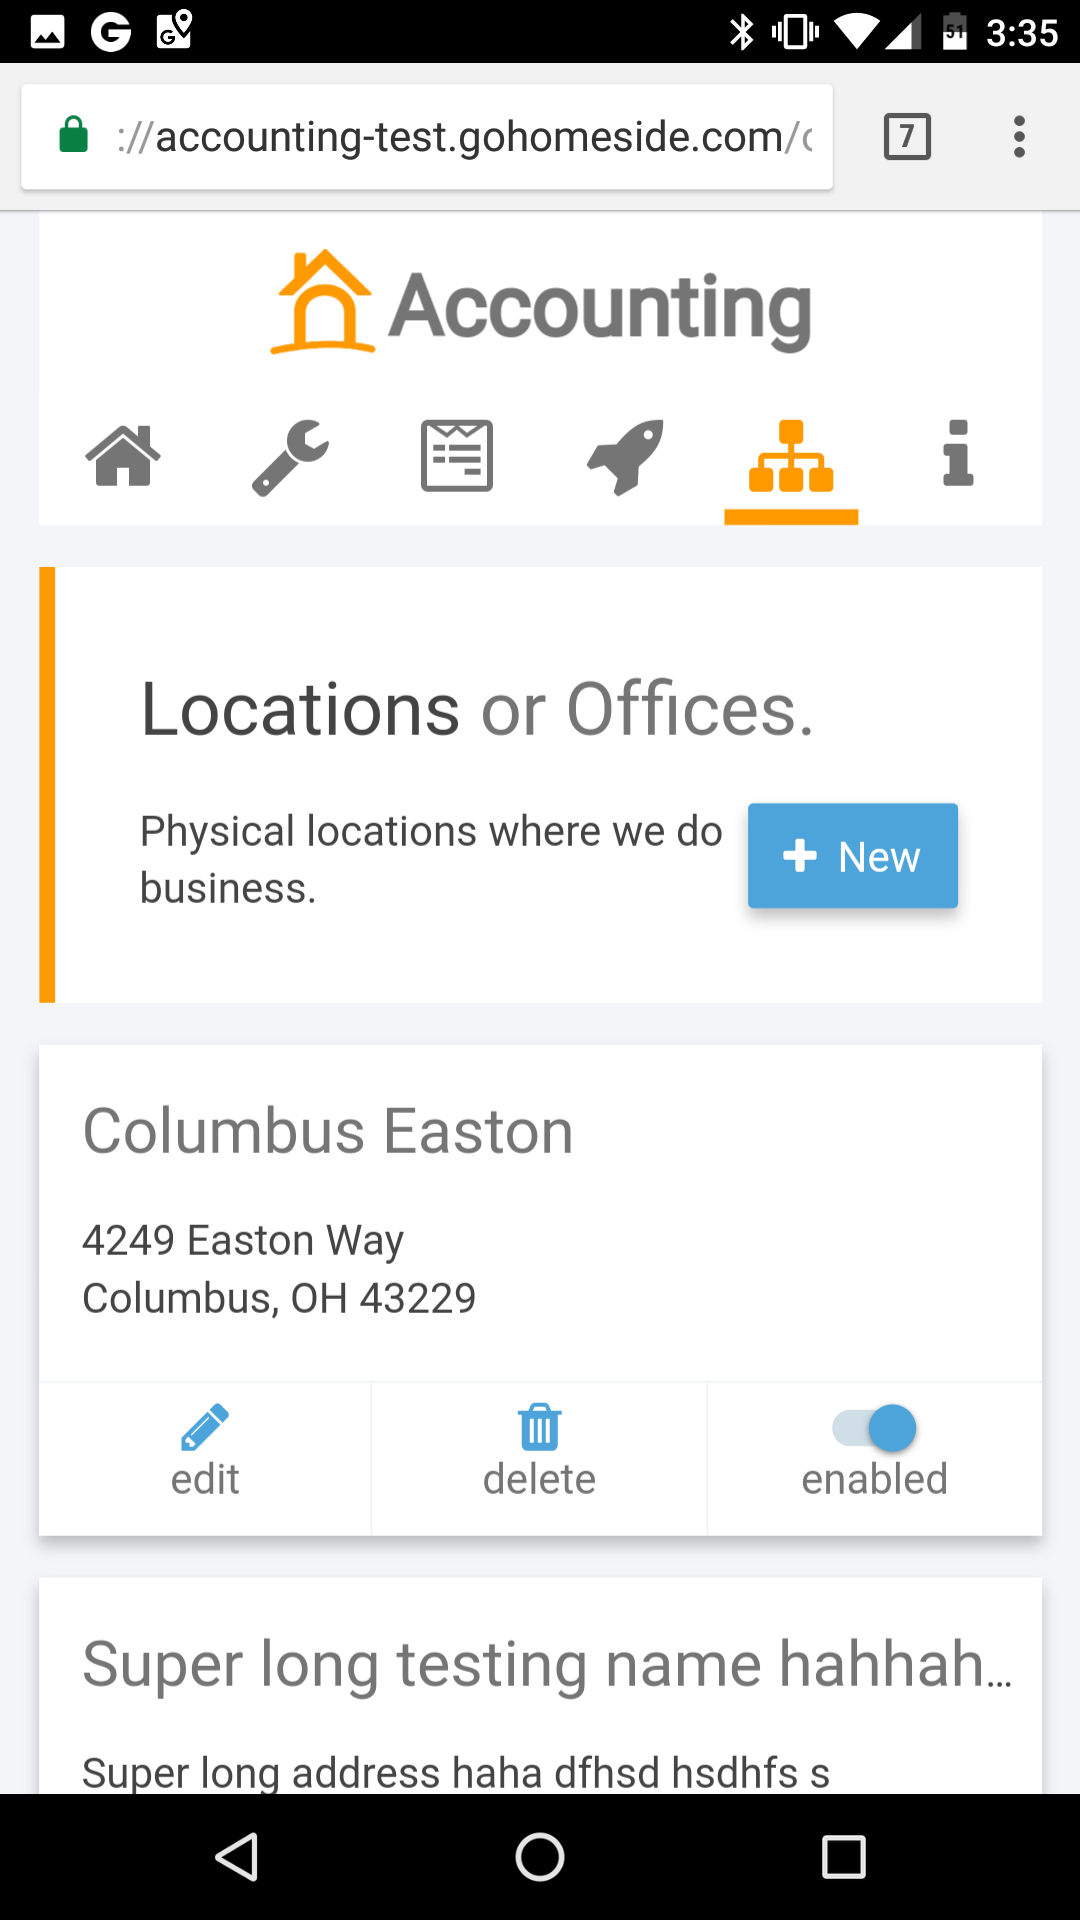 51 3:35
://accounting-test.gohomeside.com/
7
Accounting
Locations or Offices.
Physical locations where we do
business.
New
Columbus Easton
4249 Easton Way
Columbus, OH 43229
edit
delete
enabled
Super long testing name hahhah...
Super long address haha dfhsd hsdhfs s